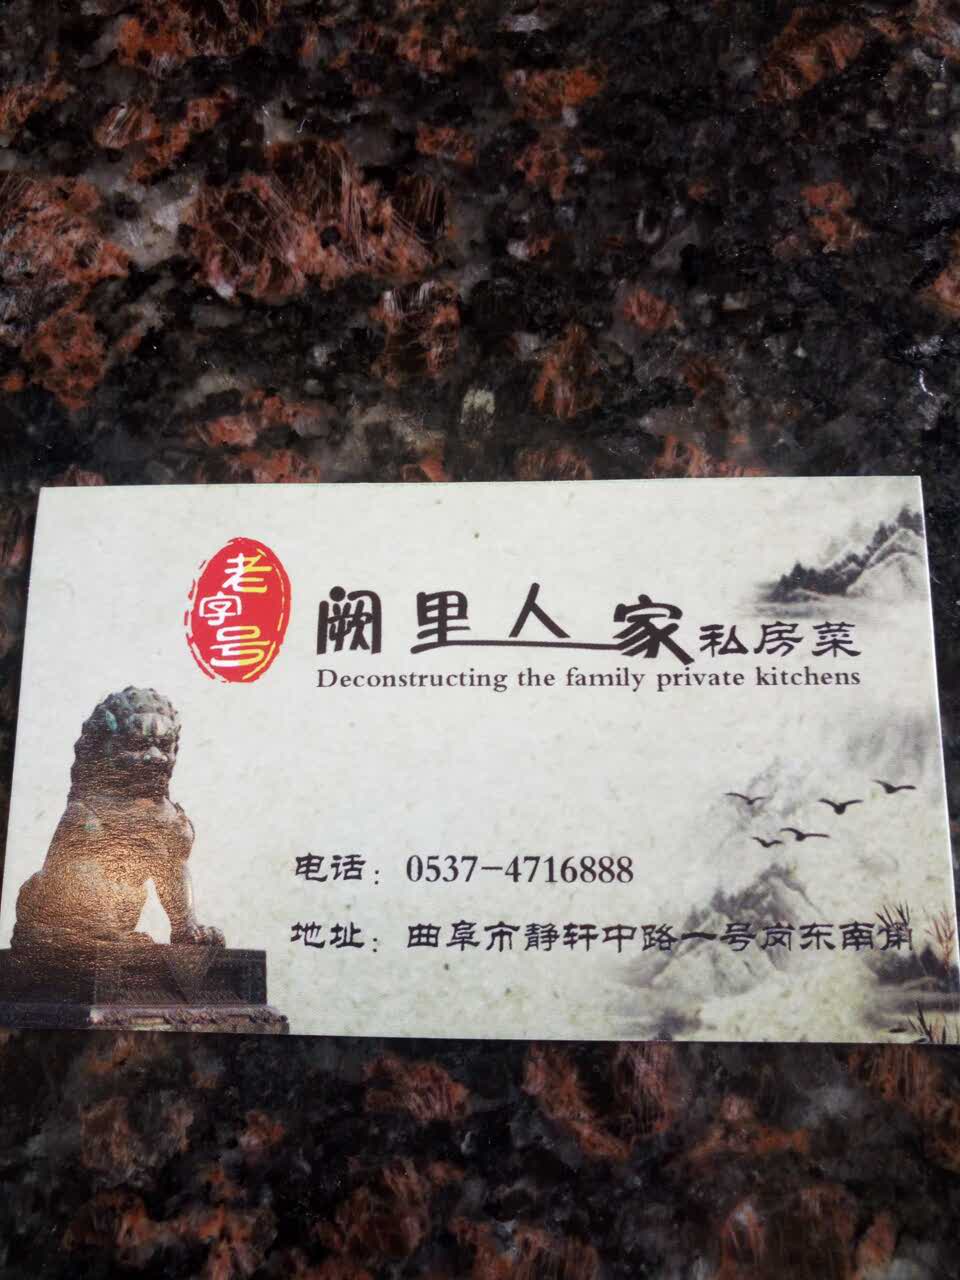 老字号
阙里人家私房菜
Deconstructing the family private kitchens
电话：0537-4716888
地址：曲阜市静轩中路一号岗东南角